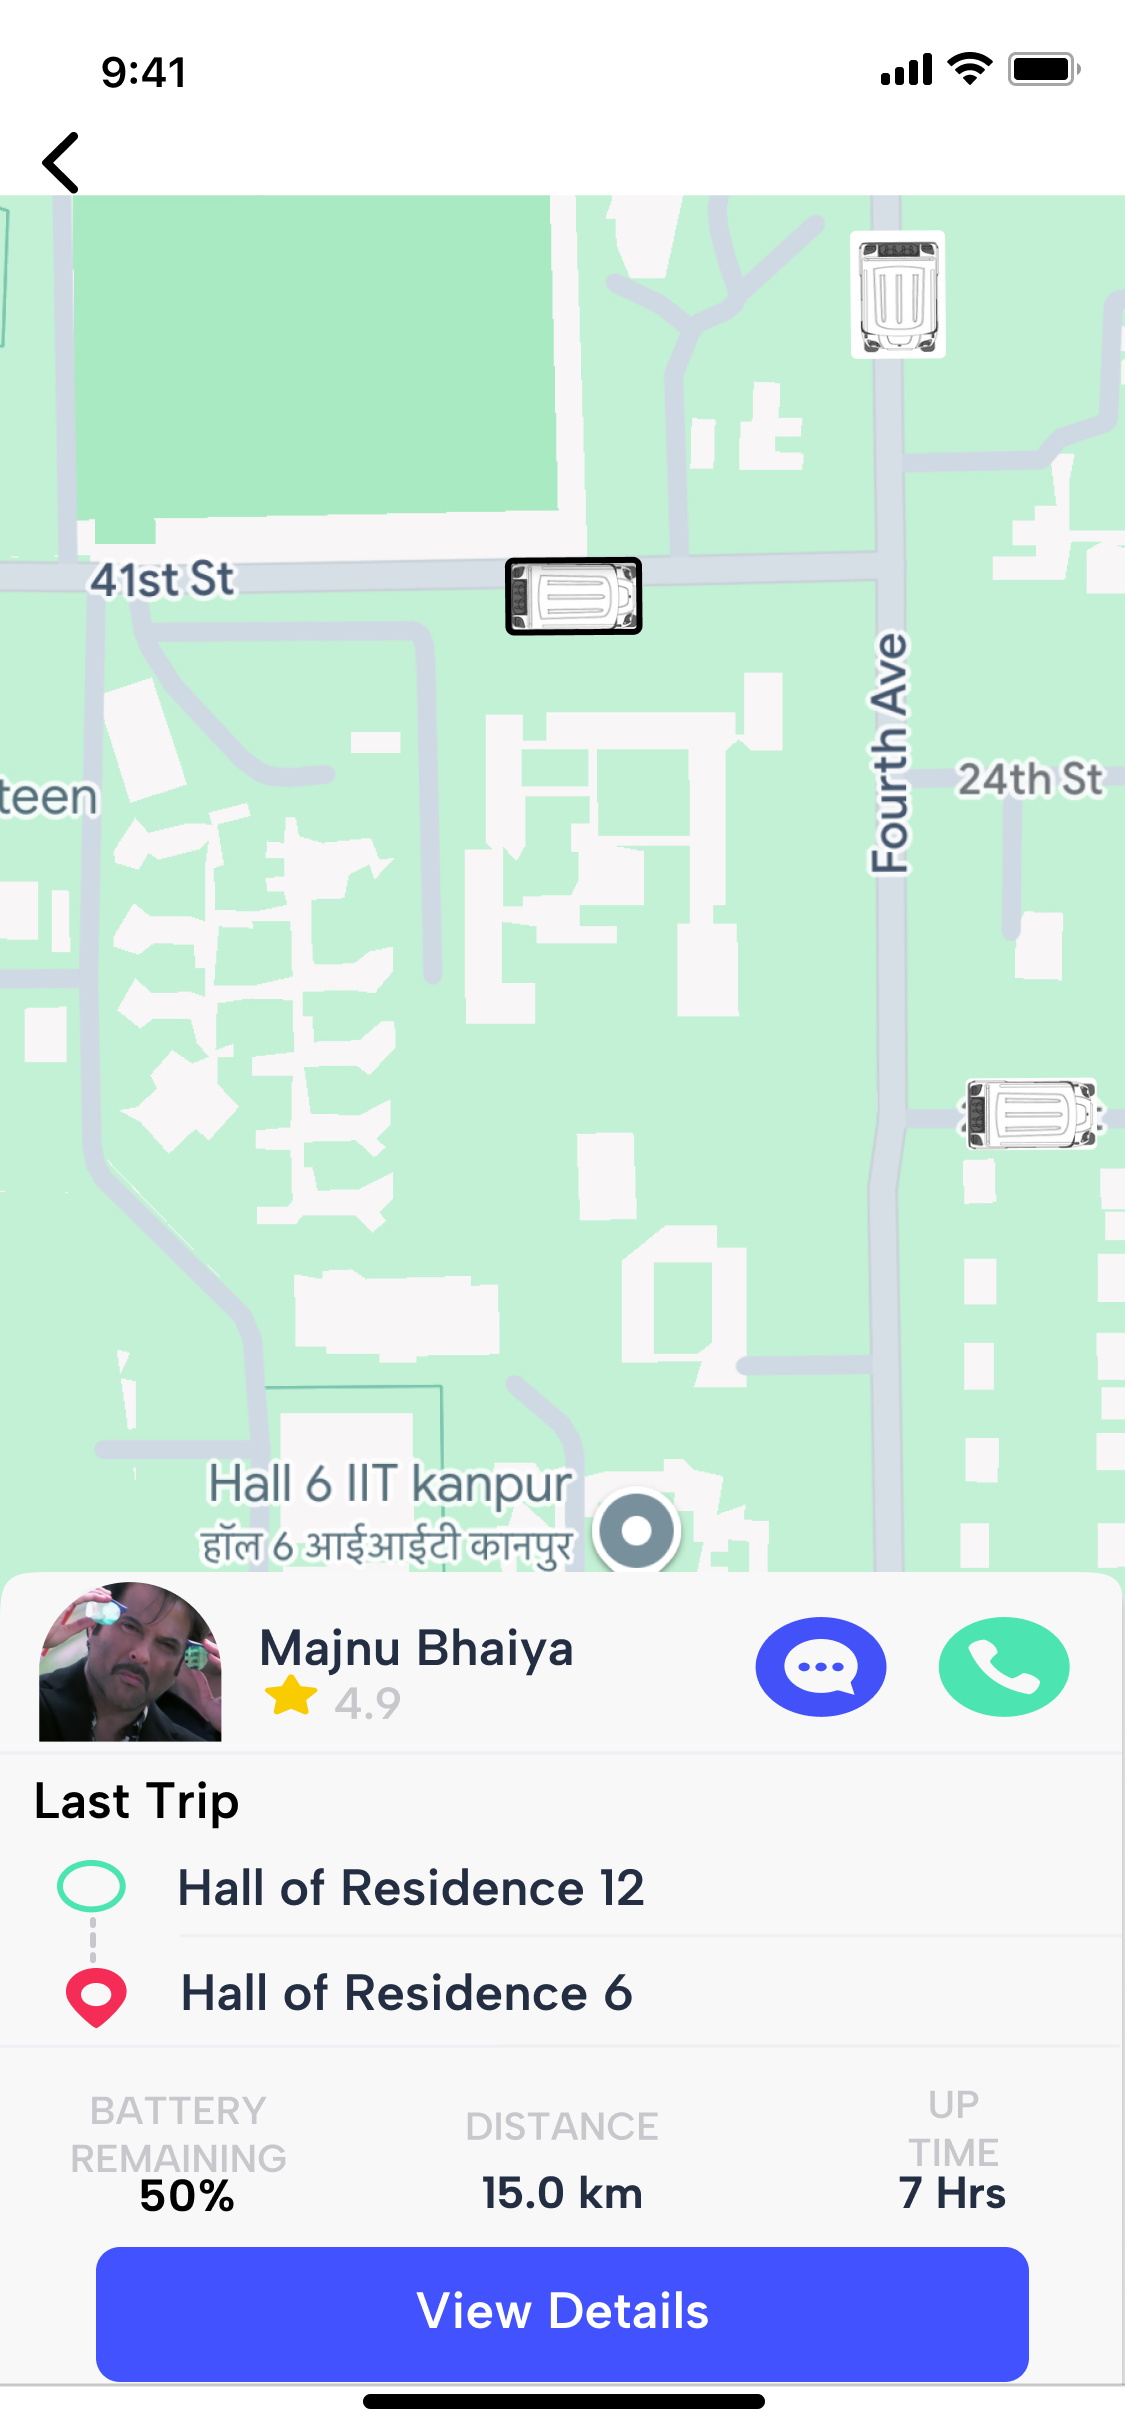 9:41
41st St
Fourth Ave
24th St
teen
Hall 6 IIT kanpur
हॉल 6 आईआईटी कानपुर
Majnu Bhaiya
4.9
Last Trip
Hall of Residence 12
Hall of Residence 6
BATTERY
REMAINING
50%
DISTANCE
15.0 km
UP
TIME
7 Hrs
View Details